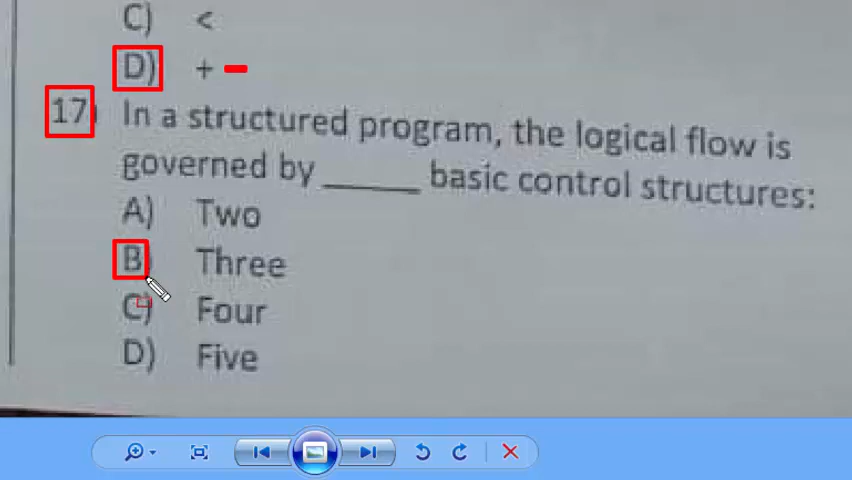 C) <
D) + -
17) In a structured program, the logical flow is
governed by ______ basic control structures:
A) Two
B) Three
C) Four
D) Five